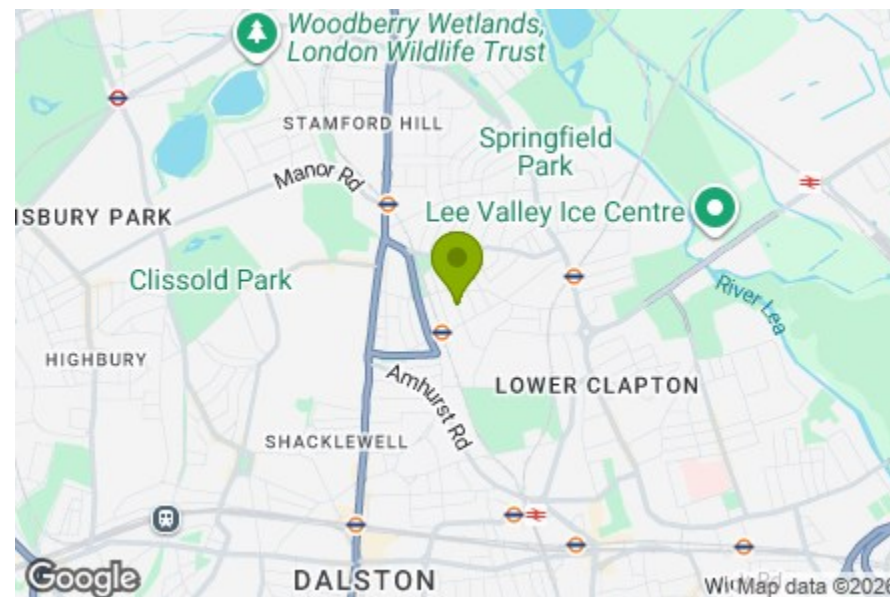 Woodberry Wetlands,
London Wildlife Trust
STAMFORD HILL
Springfield
Park
Manor Rd
ISBURY PARK
Lee Valley Ice Centre
Clissold Park
River Lea
HIGHBURY
Amhurst Rd
LOWER CLAPTON
SHACKLEWELL
DALSTON
Google
Map data ©2026